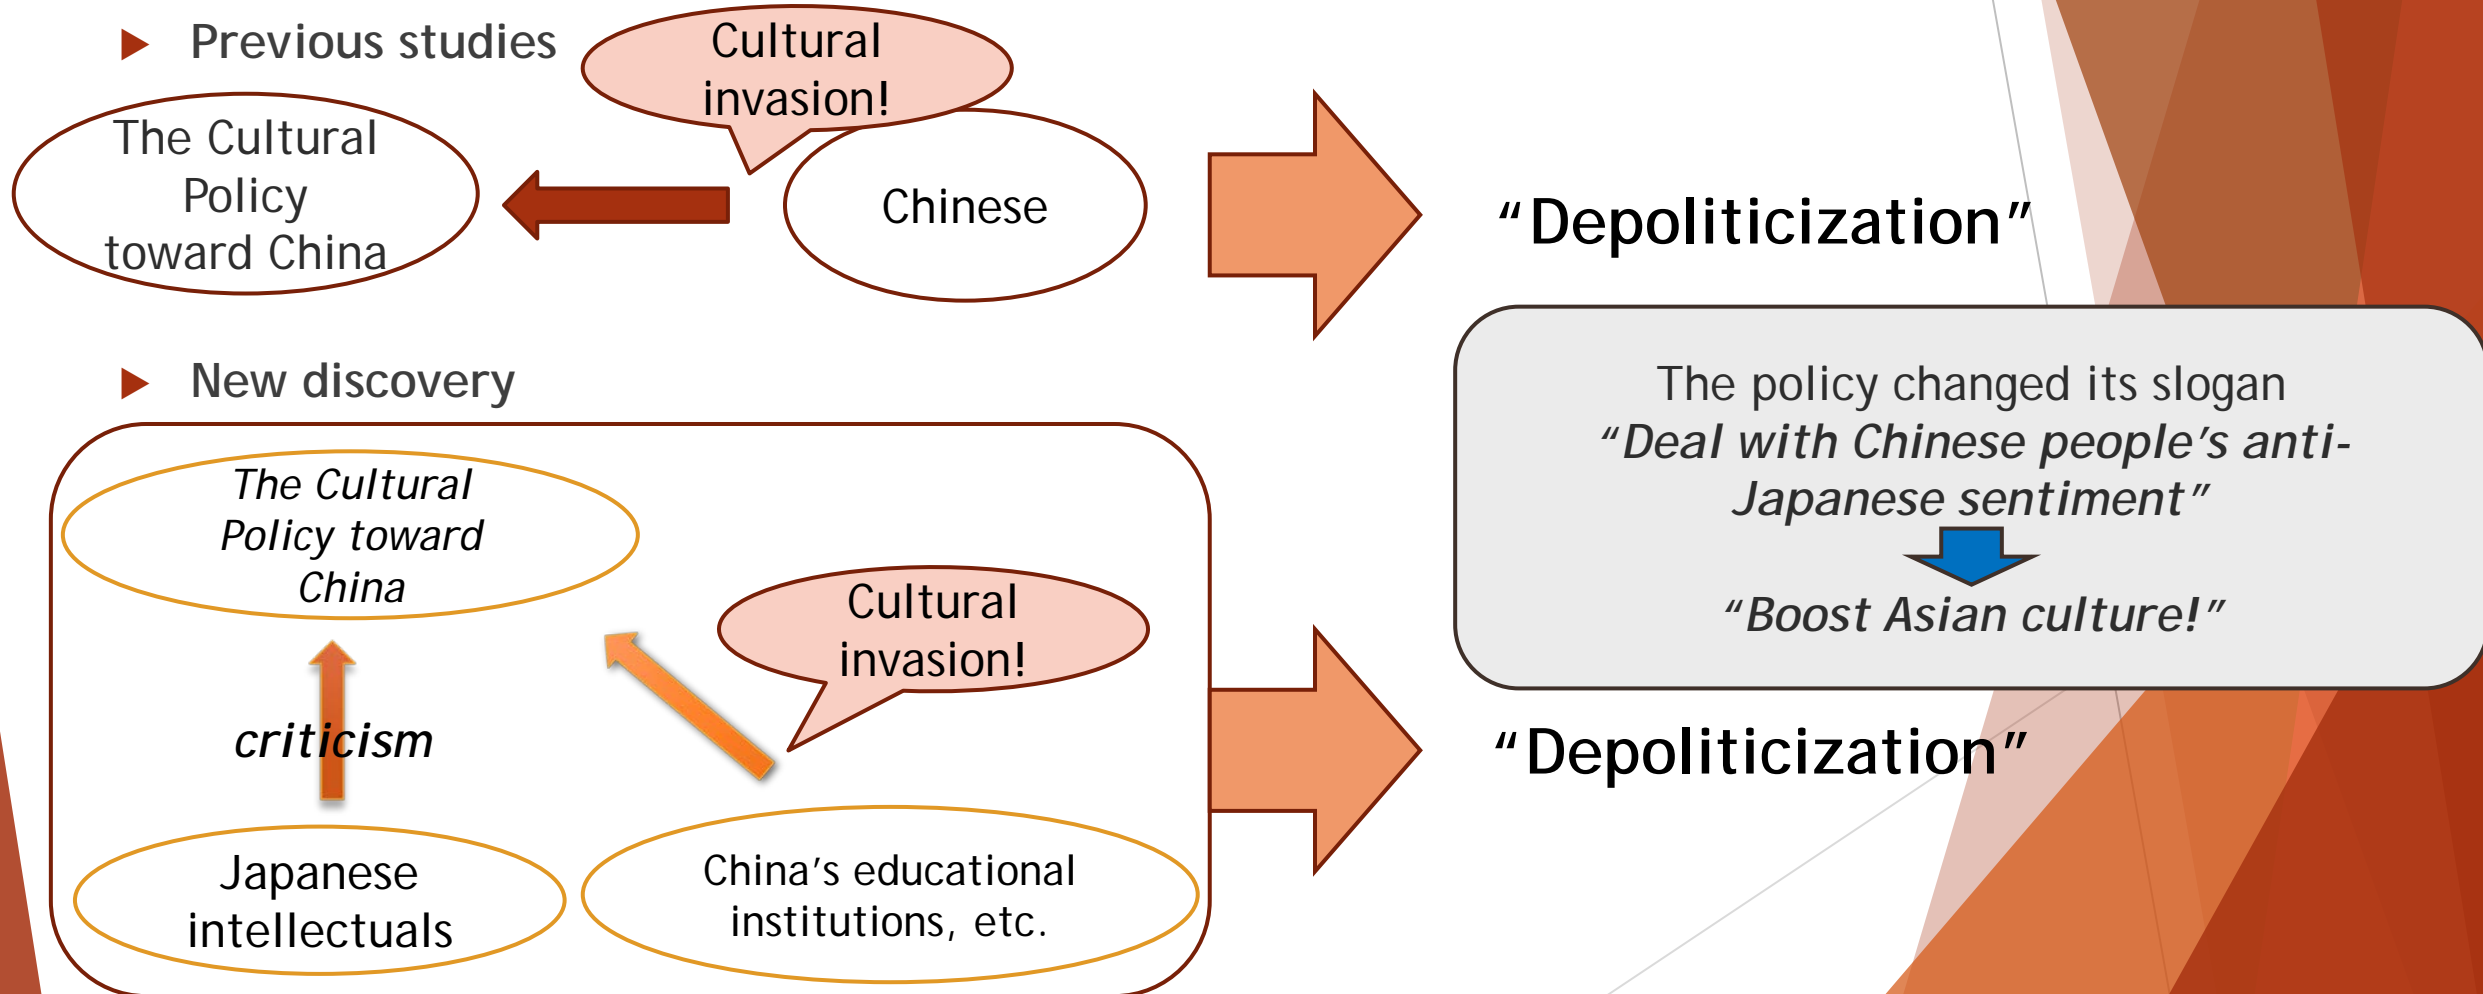 Previous studies
Cultural
invasion!
The Cultural
Policy
toward China
Chinese
“Depoliticization”
New discovery
The Cultural
Policy toward
China
Cultural
invasion!
criticism
Japanese
intellectuals
China’s educational
institutions, etc.
The policy changed its slogan
“Deal with Chinese people’s anti-
Japanese sentiment”
“Boost Asian culture!”
“Depoliticization”